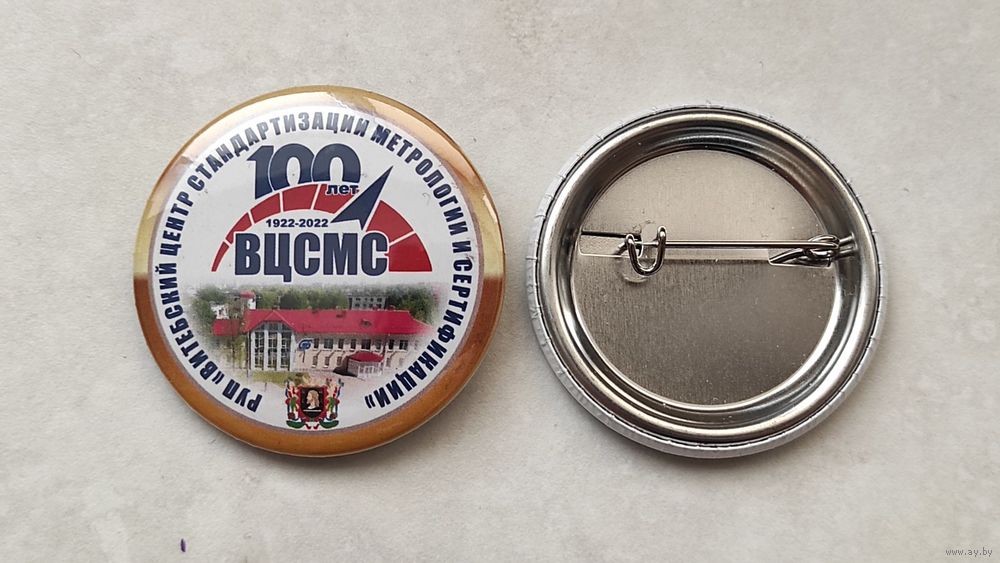 РУП «ВИТЕБСКИЙ ЦЕНТР СТАНДАРТИЗАЦИИ МЕТРОЛОГИИ И СЕРТИФИКАЦИИ»
100
лет
1922-2022
ВЦСМС
www.ay.by